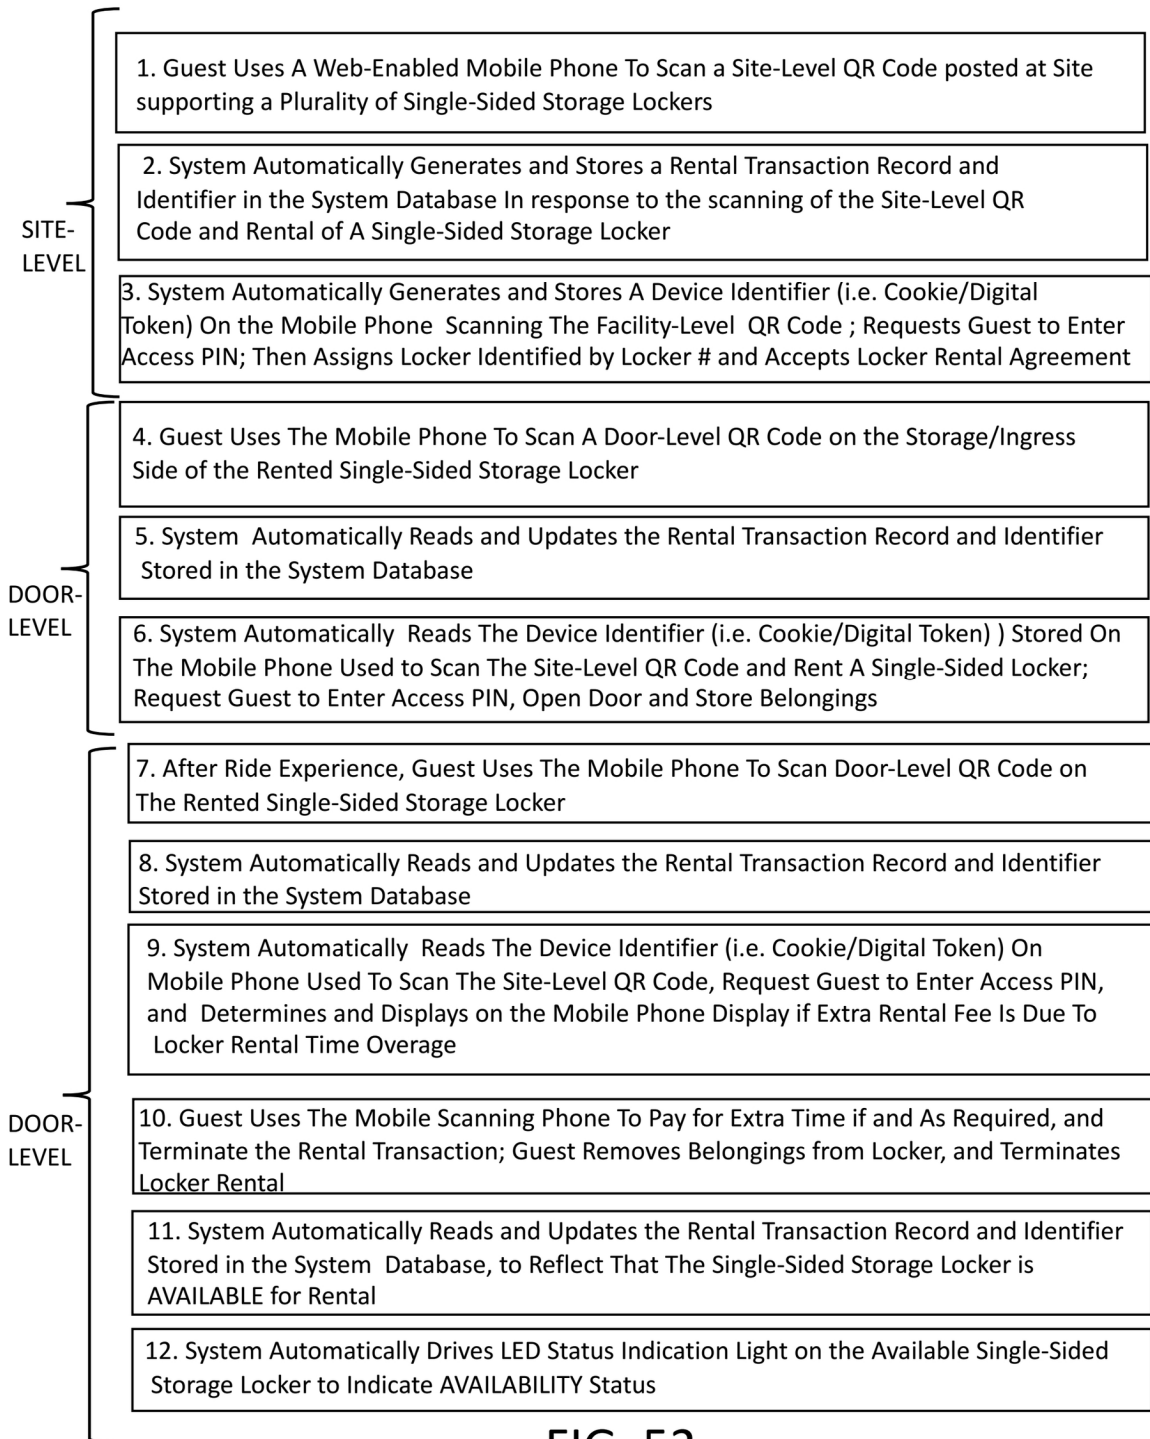 1. Guest Uses A Web-Enabled Mobile Phone To Scan a Site-Level QR Code posted at Site
supporting a Plurality of Single-Sided Storage Lockers
2. System Automatically Generates and Stores a Rental Transaction Record and
Identifier in the System Database In response to the scanning of the Site-Level QR
Code and Rental of A Single-Sided Storage Locker
SITE-
LEVEL
3. System Automatically Generates and Stores A Device Identifier (i.e. Cookie/Digital
Token) On the Mobile Phone Scanning The Facility-Level QR Code ; Requests Guest to Enter
Access PIN; Then Assigns Locker Identified by Locker # and Accepts Locker Rental Agreement
4. Guest Uses The Mobile Phone To Scan A Door-Level QR Code on the Storage/Ingress
Side of the Rented Single-Sided Storage Locker
5. System Automatically Reads and Updates the Rental Transaction Record and Identifier
Stored in the System Database
DOOR-
LEVEL
6. System Automatically Reads The Device Identifier (i.e. Cookie/Digital Token) ) Stored On
The Mobile Phone Used to Scan The Site-Level QR Code and Rent A Single-Sided Locker;
Request Guest to Enter Access PIN, Open Door and Store Belongings
7. After Ride Experience, Guest Uses The Mobile Phone To Scan Door-Level QR Code on
The Rented Single-Sided Storage Locker
8. System Automatically Reads and Updates the Rental Transaction Record and Identifier
Stored in the System Database
9. System Automatically Reads The Device Identifier (i.e. Cookie/Digital Token) On
Mobile Phone Used To Scan The Site-Level QR Code, Request Guest to Enter Access PIN,
and Determines and Displays on the Mobile Phone Display if Extra Rental Fee Is Due To
Locker Rental Time Overage
DOOR-
LEVEL
10. Guest Uses The Mobile Scanning Phone To Pay for Extra Time if and As Required, and
Terminate the Rental Transaction; Guest Removes Belongings from Locker, and Terminates
Locker Rental
11. System Automatically Reads and Updates the Rental Transaction Record and Identifier
Stored in the System Database, to Reflect That The Single-Sided Storage Locker is
AVAILABLE for Rental
12. System Automatically Drives LED Status Indication Light on the Available Single-Sided
Storage Locker to Indicate AVAILABILITY Status